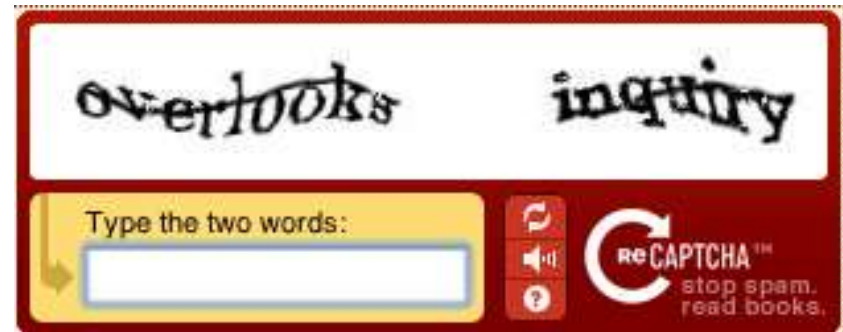 overlooks inquiry
Type the two words:
ReCAPTCHA™
stop spam.
read books.